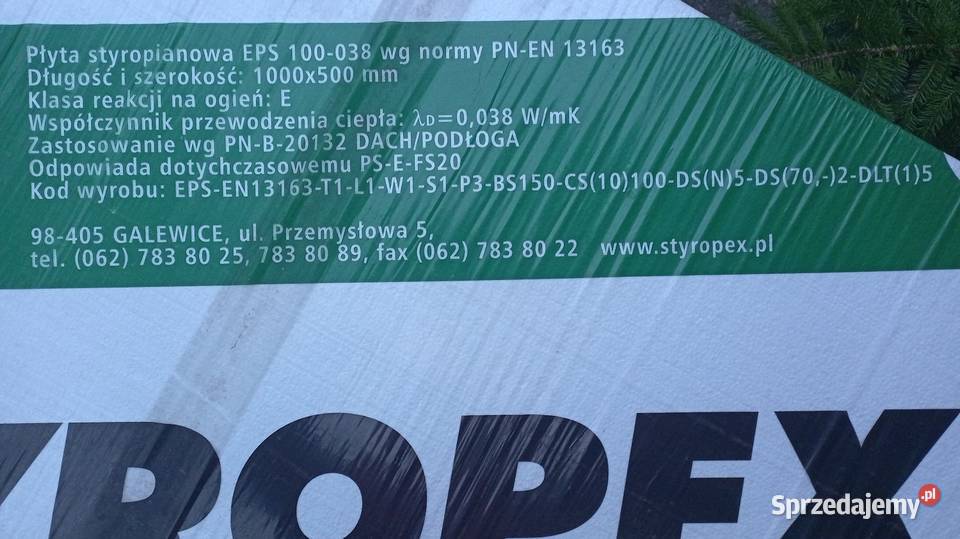 Płyta styropianowa EPS 100-038 wg normy PN-EN 13163
Długość i szerokość: 1000x500 mm
Klasa reakcji na ogień: E
Współczynnik przewodzenia ciepła: λD=0,038 W/mK
Zastosowanie wg PN-B-20132 DACH/PODŁOGA
Odpowiada dotychczasowemu PS-E-FS20
Kod wyrobu: EPS-EN13163-T1-L1-W1-S1-P3-BS150-CS(10)100-DS(N)5-DS(70,-)2-DLT(1)5
98-405 GALEWICE, ul. Przemysłowa 5,
tel. (062) 783 80 25, 783 80 89, fax (062) 783 80 22 www.styropex.pl
YROPEX
Sprzedajemy.pl